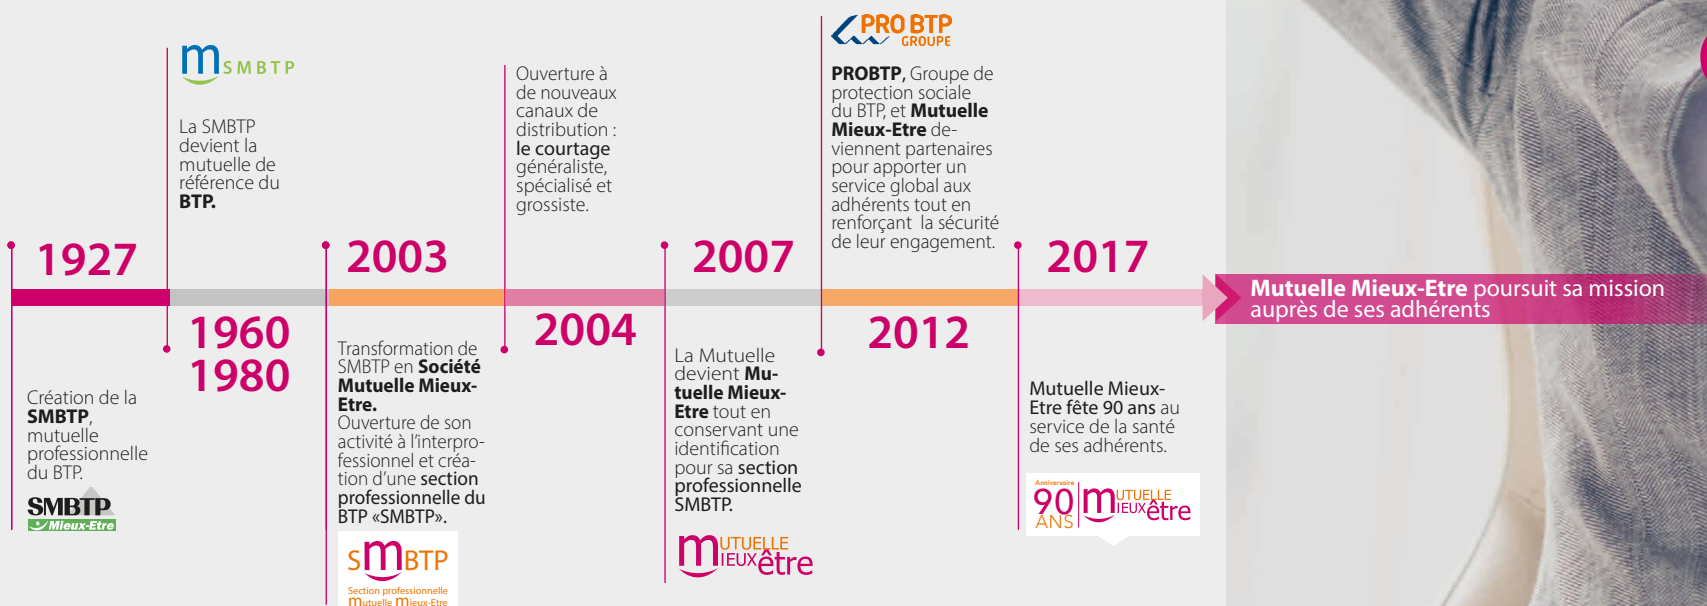 1927
Création de la
SMBTP,
mutuelle
professionnelle
du BTP.
SMBTP
Mieux-Etre
mSMBTP
La SMBTP
devient la
mutuelle de
référence du
BTP.
1960
1980
2003
Transformation de
SMBTP en Société
Mutuelle Mieux-
Etre.
Ouverture de son
activité à l'interpro-
fessionnel et créa-
tion d'une section
professionnelle du
BTP «SMBTP».
smBTP
Section professionnelle
mutuelle mieux-Etre
Ouverture à
de nouveaux
canaux de
distribution :
le courtage
généraliste,
spécialisé et
grossiste.
2004
2007
La Mutuelle
devient Mu-
tuelle Mieux-
Etre tout en
conservant une
identification
pour sa section
professionnelle
SMBTP.
mUTUELLE
IEUXêtre
PRO BTP
GROUPE
PROBTP, Groupe de
protection sociale
du BTP, et Mutuelle
Mieux-Etre de-
viennent partenaires
pour apporter un
service global aux
adhérents tout en
renforçant  la sécurité
de leur engagement.
2012
2017
Mutuelle Mieux-
Etre fête 90 ans au
service de la santé
de ses adhérents.
Anniversaire
90
ANS
mUTUELLE
IEUXêtre
Mutuelle Mieux-Etre poursuit sa mission
auprès de ses adhérents